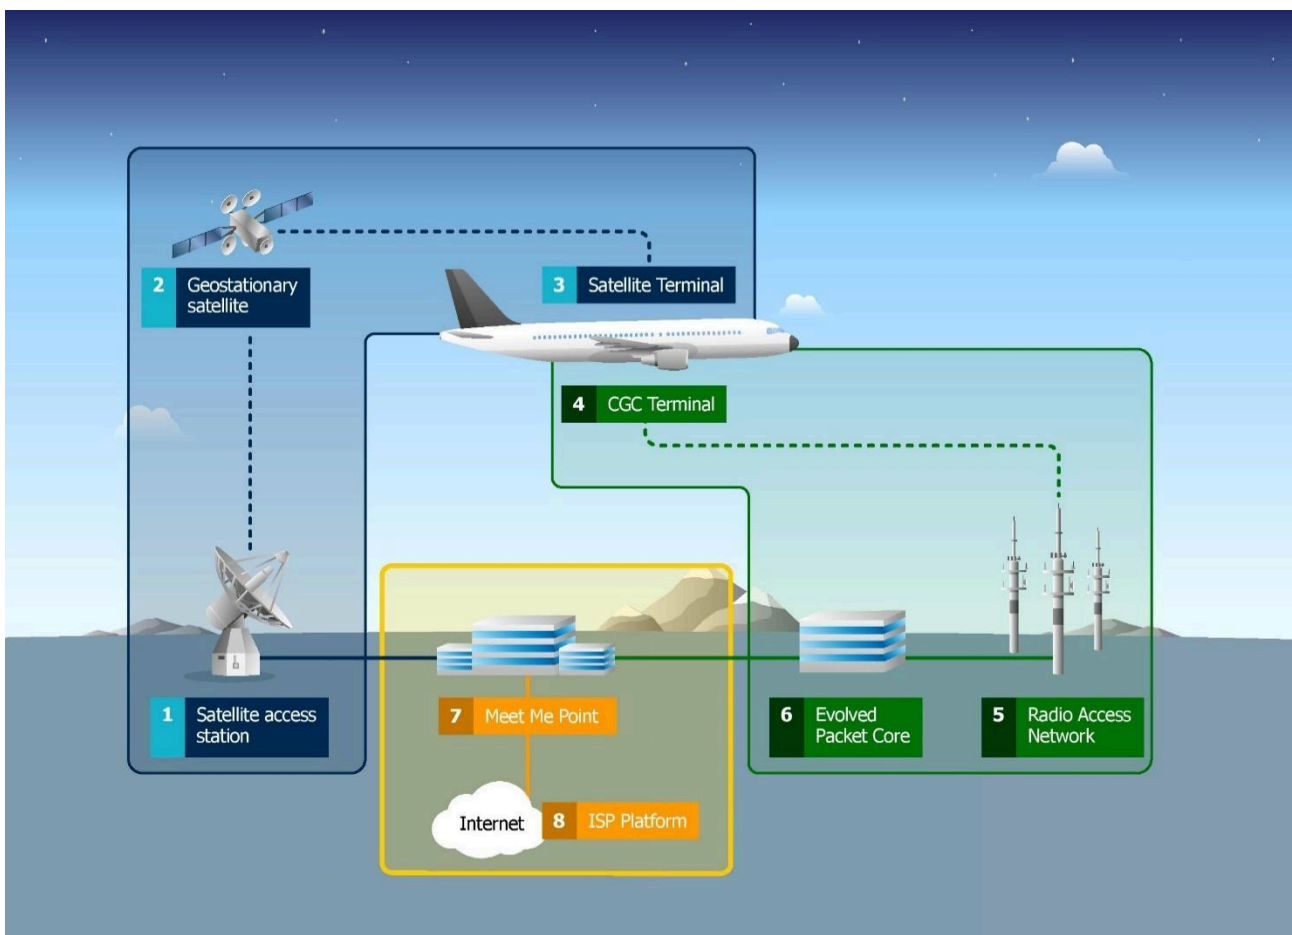 2 Geostationary
satellite
3 Satellite Terminal
4 CGC Terminal
1 Satellite access
station
7 Meet Me Point
6 Evolved
Packet Core
5 Radio Access
Network
Internet
8 ISP Platform